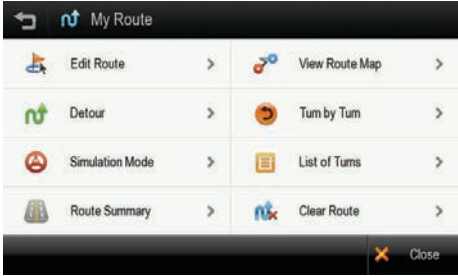 My Route
Edit Route
View Route Map
Detour
Turn by Turn
Simulation Mode
List of Turns
Route Summary
Clear Route
Close